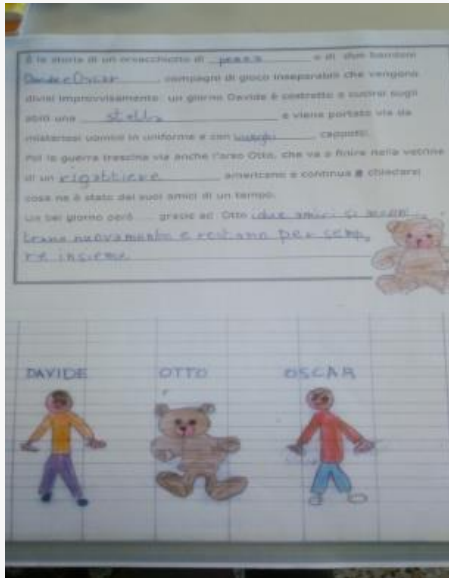 È la storia di un orsacchiotto di pezza e di due bambini
Davide e Oscar compagni di gioco inseparabili che vengono
divisi improvvisamento: un giorno Davide è costretto a cucirsi sugli
abiti una stella e viene portato via da
misteriosi uomini in uniforme e con lunghi cappotti.
Poi la guerra trascina via anche l'orso Otto, che va a finire nella vetrina
di un rigattiere americano e continua a chiedersi
cosa ne è stato dei suoi amici di un tempo.
Un bel giorno però.... grazie ad Otto i due amici si incon
trano nuovamente e restano per semp
re insieme
DAVIDE OTTO OSCAR